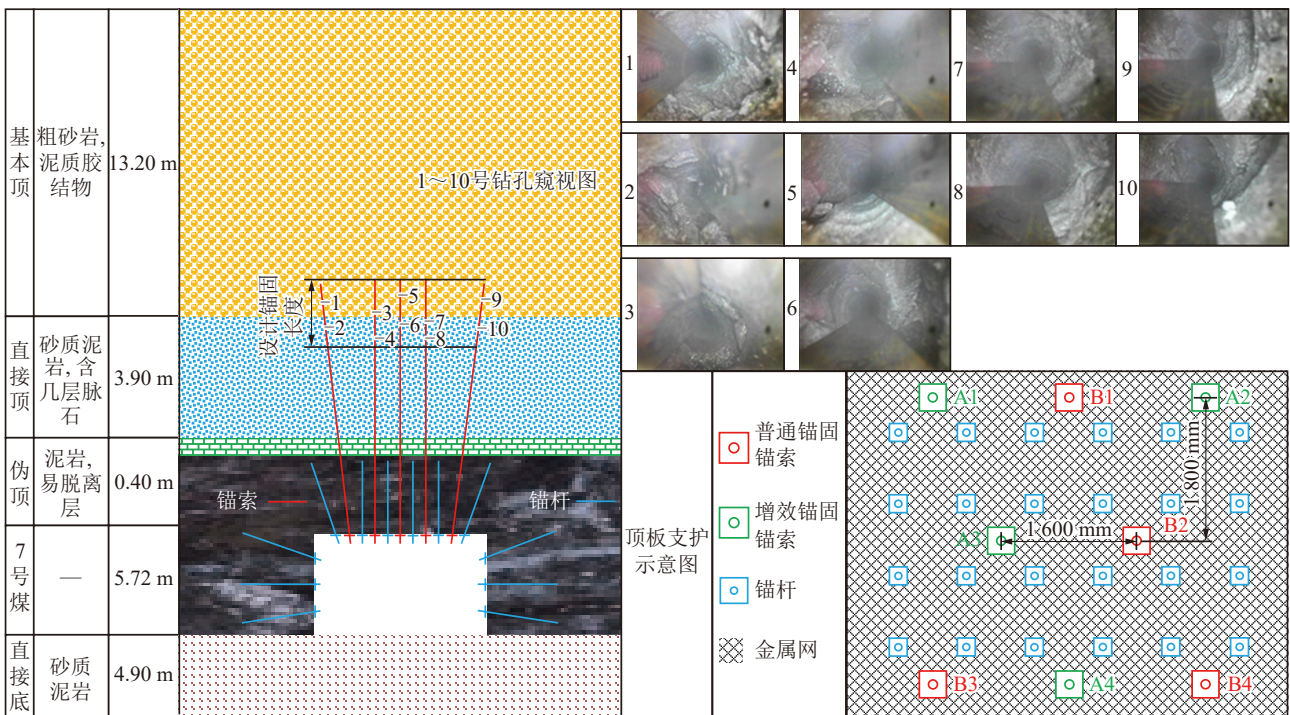 基本顶
粗砂岩,
泥质胶
结物
13.20 m
直接顶
砂质泥
岩, 含
几层脉
石
3.90 m
伪顶
泥岩,
易脱离
层
0.40 m
7号煤
—
5.72 m
直接底
砂质
泥岩
4.90 m
1~10号钻孔窥视图
设计锚固
长度
1
2
3
4
5
6
7
8
9
10
锚索
锚杆
1
4
7
9
2
5
8
10
3
6
顶板支护
示意图
普通锚固
锚索
增效锚固
锚索
锚杆
金属网
A1
B1
A2
1 800 mm
A3
1 600 mm
B2
B3
A4
B4